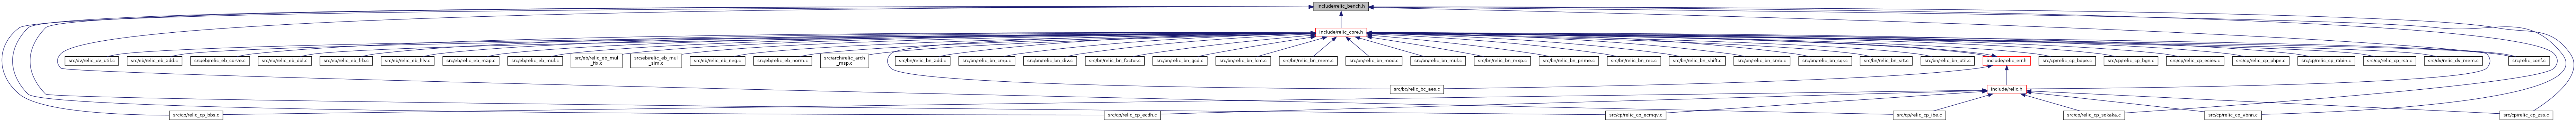 include/relic_bench.h
include/relic_core.h
src/dv/relic_dv_util.c
src/eb/relic_eb_add.c
src/eb/relic_eb_curve.c
src/eb/relic_eb_dbl.c
src/eb/relic_eb_frb.c
src/eb/relic_eb_hlv.c
src/eb/relic_eb_map.c
src/eb/relic_eb_mul.c
src/eb/relic_eb_mul
_fix.c
src/eb/relic_eb_mul
_sim.c
src/eb/relic_eb_neg.c
src/eb/relic_eb_norm.c
src/arch/relic_arch
_msp.c
src/bn/relic_bn_add.c
src/bn/relic_bn_cmp.c
src/bn/relic_bn_div.c
src/bn/relic_bn_factor.c
src/bn/relic_bn_gcd.c
src/bn/relic_bn_lcm.c
src/bn/relic_bn_mem.c
src/bn/relic_bn_mod.c
src/bn/relic_bn_mul.c
src/bn/relic_bn_mxp.c
src/bn/relic_bn_prime.c
src/bn/relic_bn_rec.c
src/bn/relic_bn_shift.c
src/bn/relic_bn_smb.c
src/bn/relic_bn_sqr.c
src/bn/relic_bn_srt.c
src/bn/relic_bn_util.c
include/relic_err.h
src/cp/relic_cp_bdpe.c
src/cp/relic_cp_bgn.c
src/cp/relic_cp_ecies.c
src/cp/relic_cp_phpe.c
src/cp/relic_cp_rabin.c
src/cp/relic_cp_rsa.c
src/dv/relic_dv_mem.c
src/relic_conf.c
src/bc/relic_bc_aes.c
include/relic.h
src/cp/relic_cp_bbs.c
src/cp/relic_cp_ecdh.c
src/cp/relic_cp_ecmqv.c
src/cp/relic_cp_ibe.c
src/cp/relic_cp_sokaka.c
src/cp/relic_cp_vbnn.c
src/cp/relic_cp_zss.c